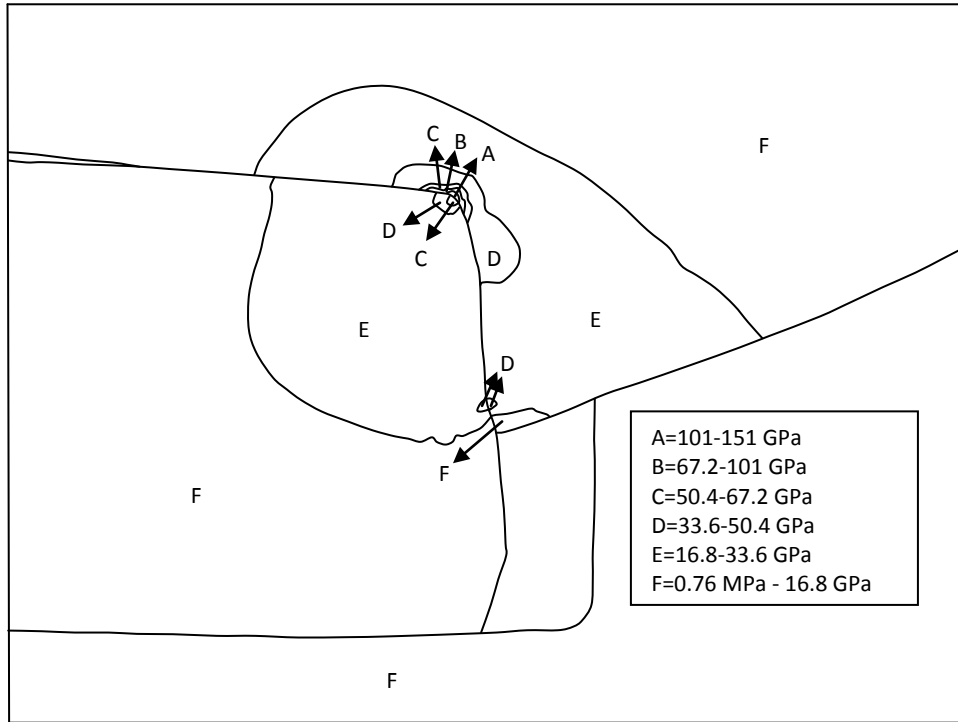 C
B
A
F
D
C
D
E
E
D
F
F
A=101-151 GPa
B=67.2-101 GPa
C=50.4-67.2 GPa
D=33.6-50.4 GPa
E=16.8-33.6 GPa
F=0.76 MPa - 16.8 GPa
F